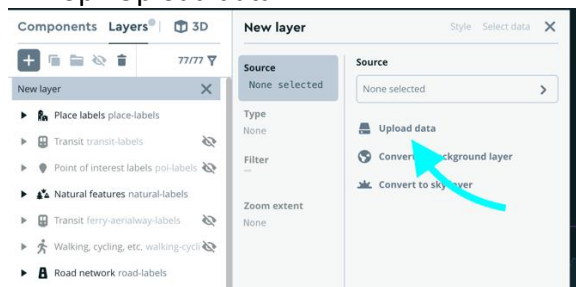 Components Layers 3D
77/77
New layer
Place labels place-labels
Transit transit-labels
Point of interest labels poi-labels
Natural features natural-labels
Transit ferry-aerialway-labels
Walking, cycling, etc. walking-cycli
Road network road-labels
New layer
Style Select data
Source
None selected
Type
None
Filter
Zoom extent
None
Source
None selected
Upload data
Convert ckground layer
Convert to sky layer